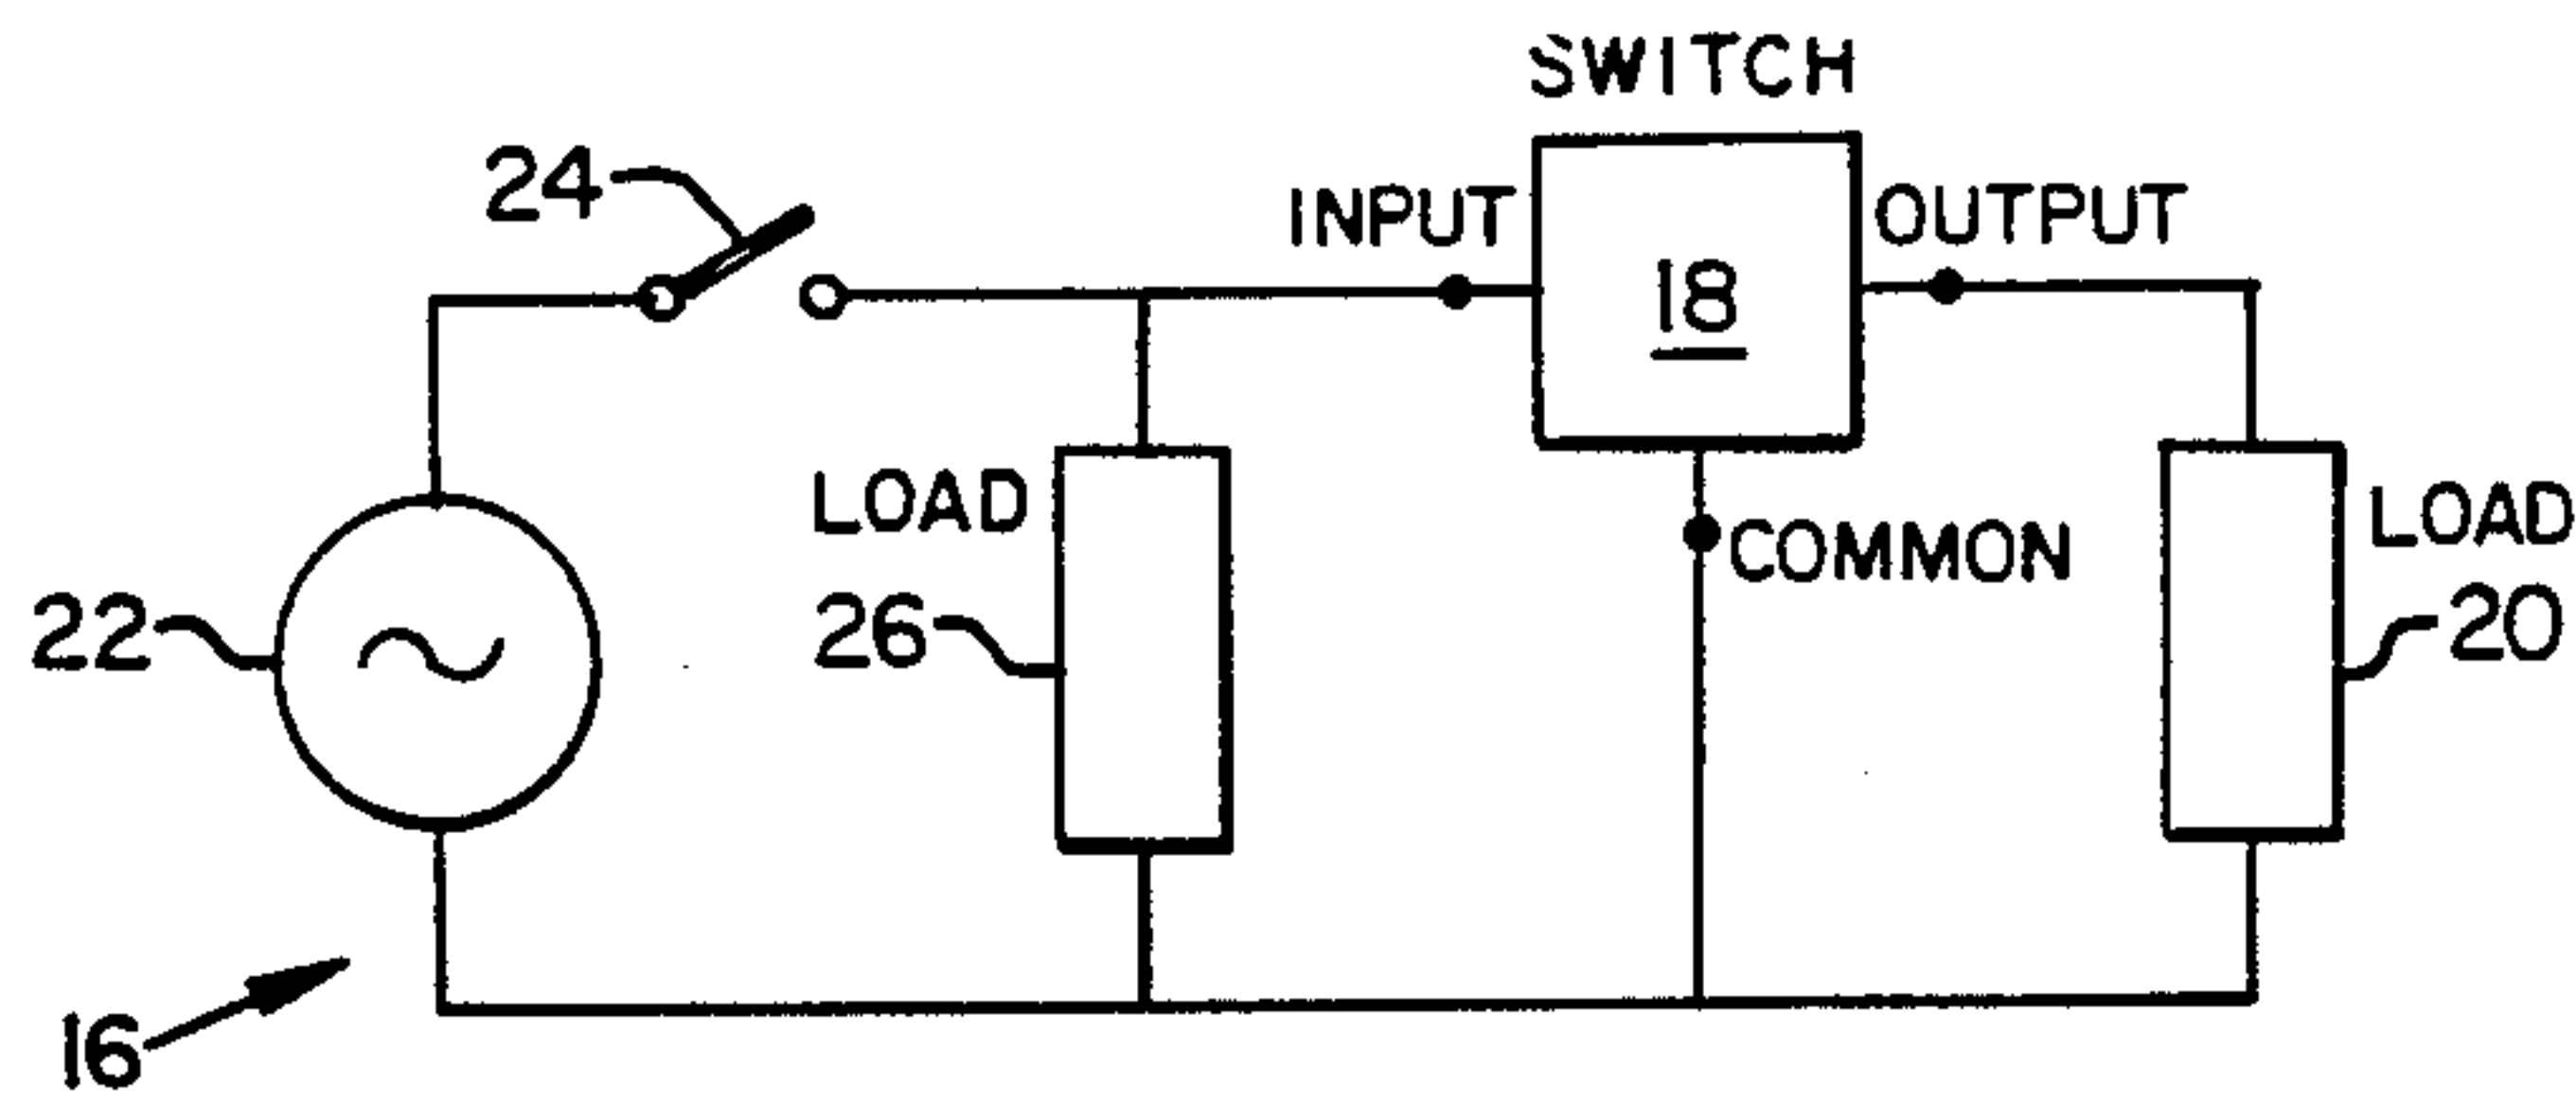 SWITCH
24
INPUT
OUTPUT
18
LOAD
LOAD
COMMON
22
26
20
16